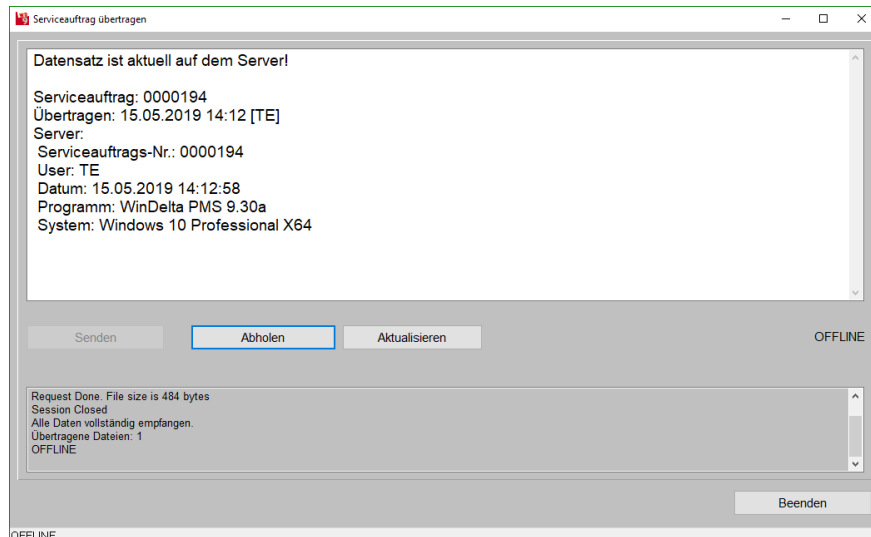 Serviceauftrag übertragen
Datensatz ist aktuell auf dem Server!
Serviceauftrag: 0000194
Übertragen: 15.05.2019 14:12 [TE]
Server:
Serviceauftrags-Nr.: 0000194
User: TE
Datum: 15.05.2019 14:12:58
Programm: WinDelta PMS 9.30a
System: Windows 10 Professional X64
Senden Abholen Aktualisieren OFFLINE
Request Done. File size is 484 bytes
Session Closed
Alle Daten vollständig empfangen.
Übertragene Dateien: 1
OFFLINE
Beenden
OFFLINE